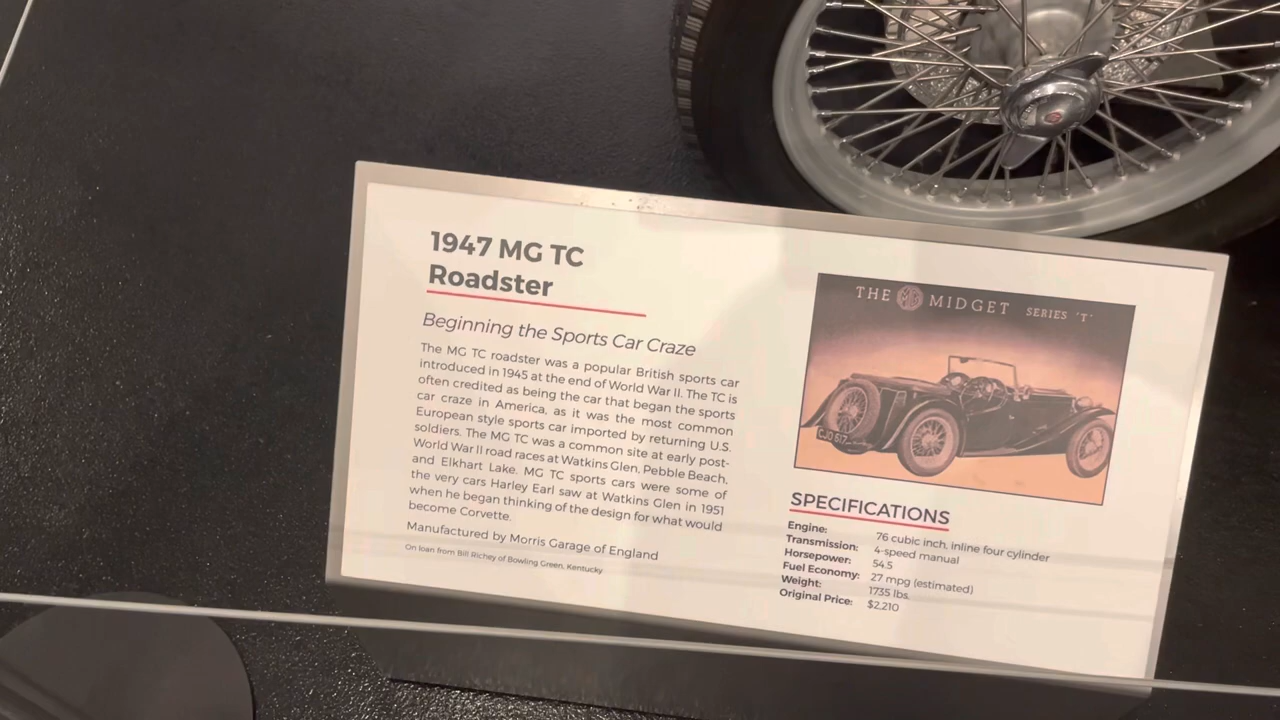 1947 MG TC
Roadster
Beginning the Sports Car Craze
The MG TC roadster was a popular British sports car
introduced in 1945 at the end of World War II. The TC is
often credited as being the car that began the sports
car craze in America, as it was the most common
European style sports car imported by returning U.S.
soldiers. The MG TC was a common site at early post-
World War II road races at Watkins Glen, Pebble Beach,
and Elkhart Lake. MG TC sports cars were some of
the very cars Harley Earl saw at Watkins Glen in 1951
when he began thinking of the design for what would
become Corvette.
Manufactured by Morris Garage of England
On loan from Bill Richey of Bowling Green, Kentucky
THE MG MIDGET SERIES 'T'
CJO 617
SPECIFICATIONS
Engine: 76 cubic inch, inline four cylinder
Transmission: 4-speed manual
Horsepower: 54.5
Fuel Economy: 27 mpg (estimated)
Weight: 1735 lbs.
Original Price: $2,210